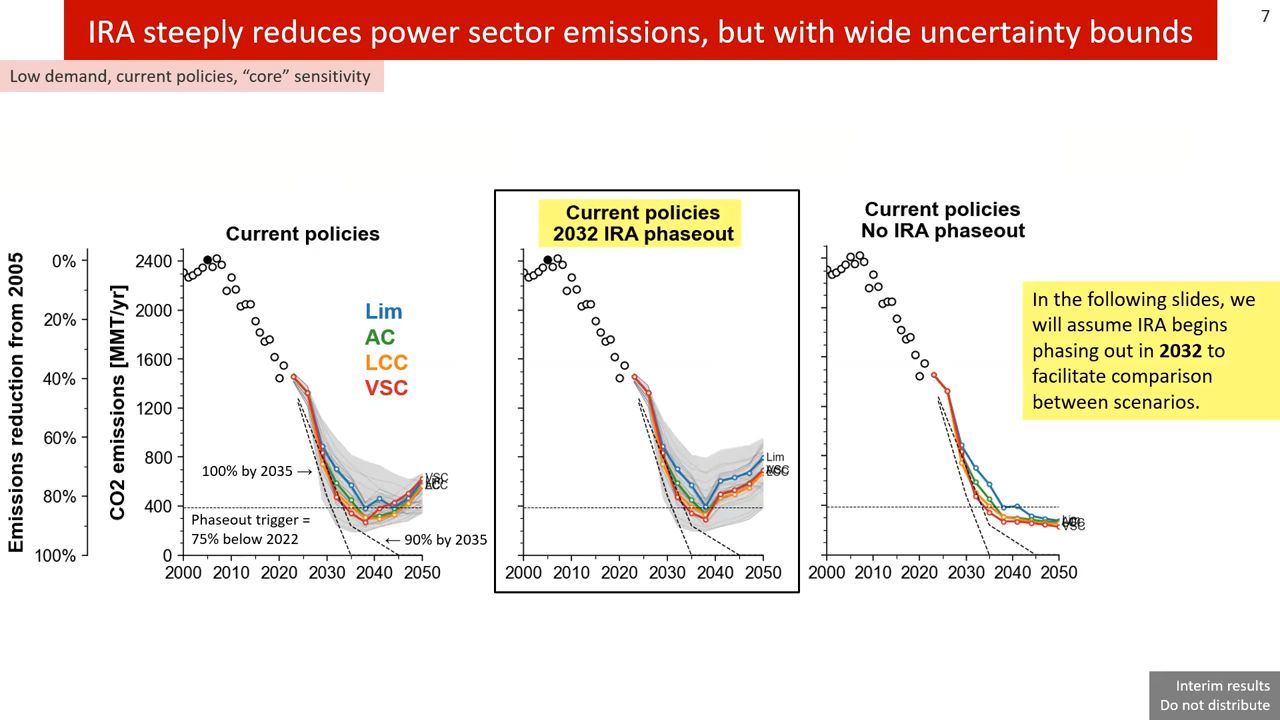 7
IRA steeply reduces power sector emissions, but with wide uncertainty bounds
Low demand, current policies, “core” sensitivity
Current policies
Current policies
2032 IRA phaseout
Current policies
No IRA phaseout
Emissions reduction from 2005
0%
20%
40%
60%
80%
100%
CO2 emissions [MMT/yr]
2400
2000
1600
1200
800
400
0
Lim
AC
LCC
VSC
100% by 2035 →
Phaseout trigger =
75% below 2022
← 90% by 2035
VSC
2000 2010 2020 2030 2040 2050
Lim
2000 2010 2020 2030 2040 2050
VSC
2000 2010 2020 2030 2040 2050
In the following slides, we
will assume IRA begins
phasing out in 2032 to
facilitate comparison
between scenarios.
Interim results
Do not distribute